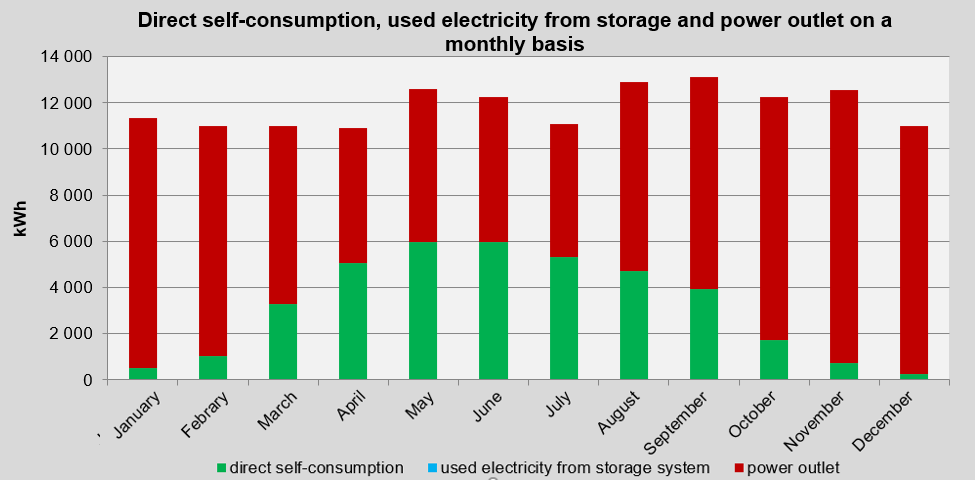 Direct self-consumption, used electricity from storage and power outlet on a
monthly basis
14 000
12 000
10 000
8 000
6 000
4 000
2 000
0
kWh
January
Febrary
March
April
May
June
July
August
September
October
November
December
direct self-consumption
used electricity from storage system
power outlet